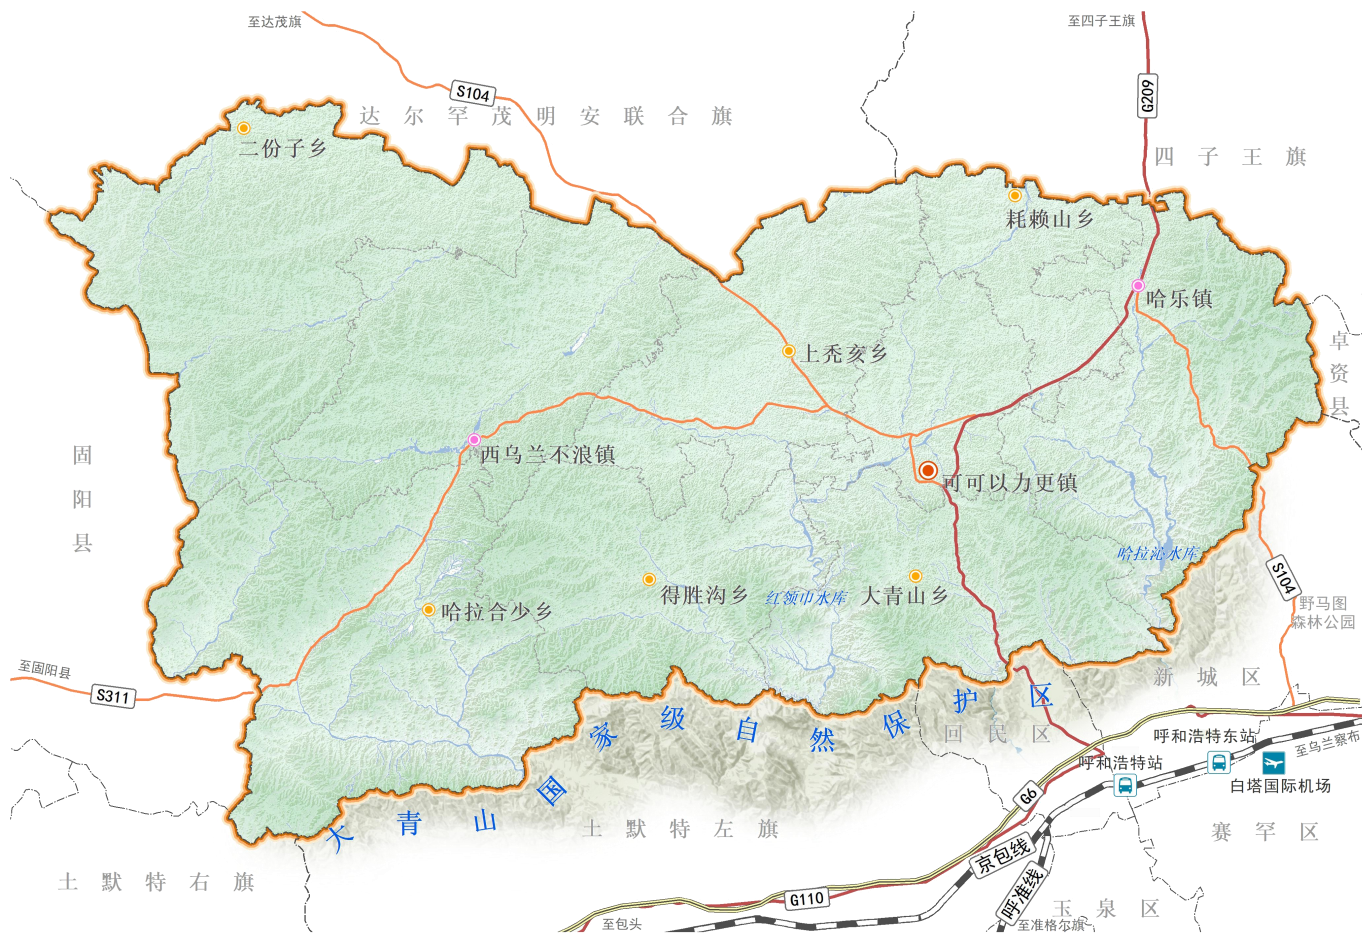 至达茂旗
至四子王旗
S104
G209
达尔罕茂明安联合旗
二份子乡
四子王旗
耗赖山乡
哈乐镇
卓资县
上秃亥乡
固阳县
西乌兰不浪镇
可可以力更镇
哈拉沁水库
S104
得胜沟乡
红领巾水库
大青山乡
哈拉合少乡
野马图
森林公园
至固阳县
S311
新城区
大青山国家级自然保护区
回民区
呼和浩特东站
至乌兰察布
呼和浩特站
白塔国际机场
G6
土默特左旗
赛罕区
京包线
土默特右旗
呼准线
G110
玉泉区
至包头
至准格尔旗